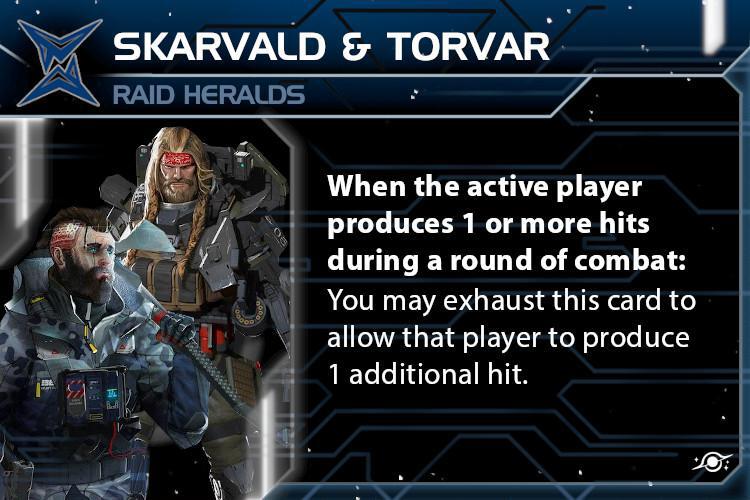 SKARVALD & TORVAR
RAID HERALDS
When the active player
produces 1 or more hits
during a round of combat:
You may exhaust this card to
allow that player to produce
1 additional hit.